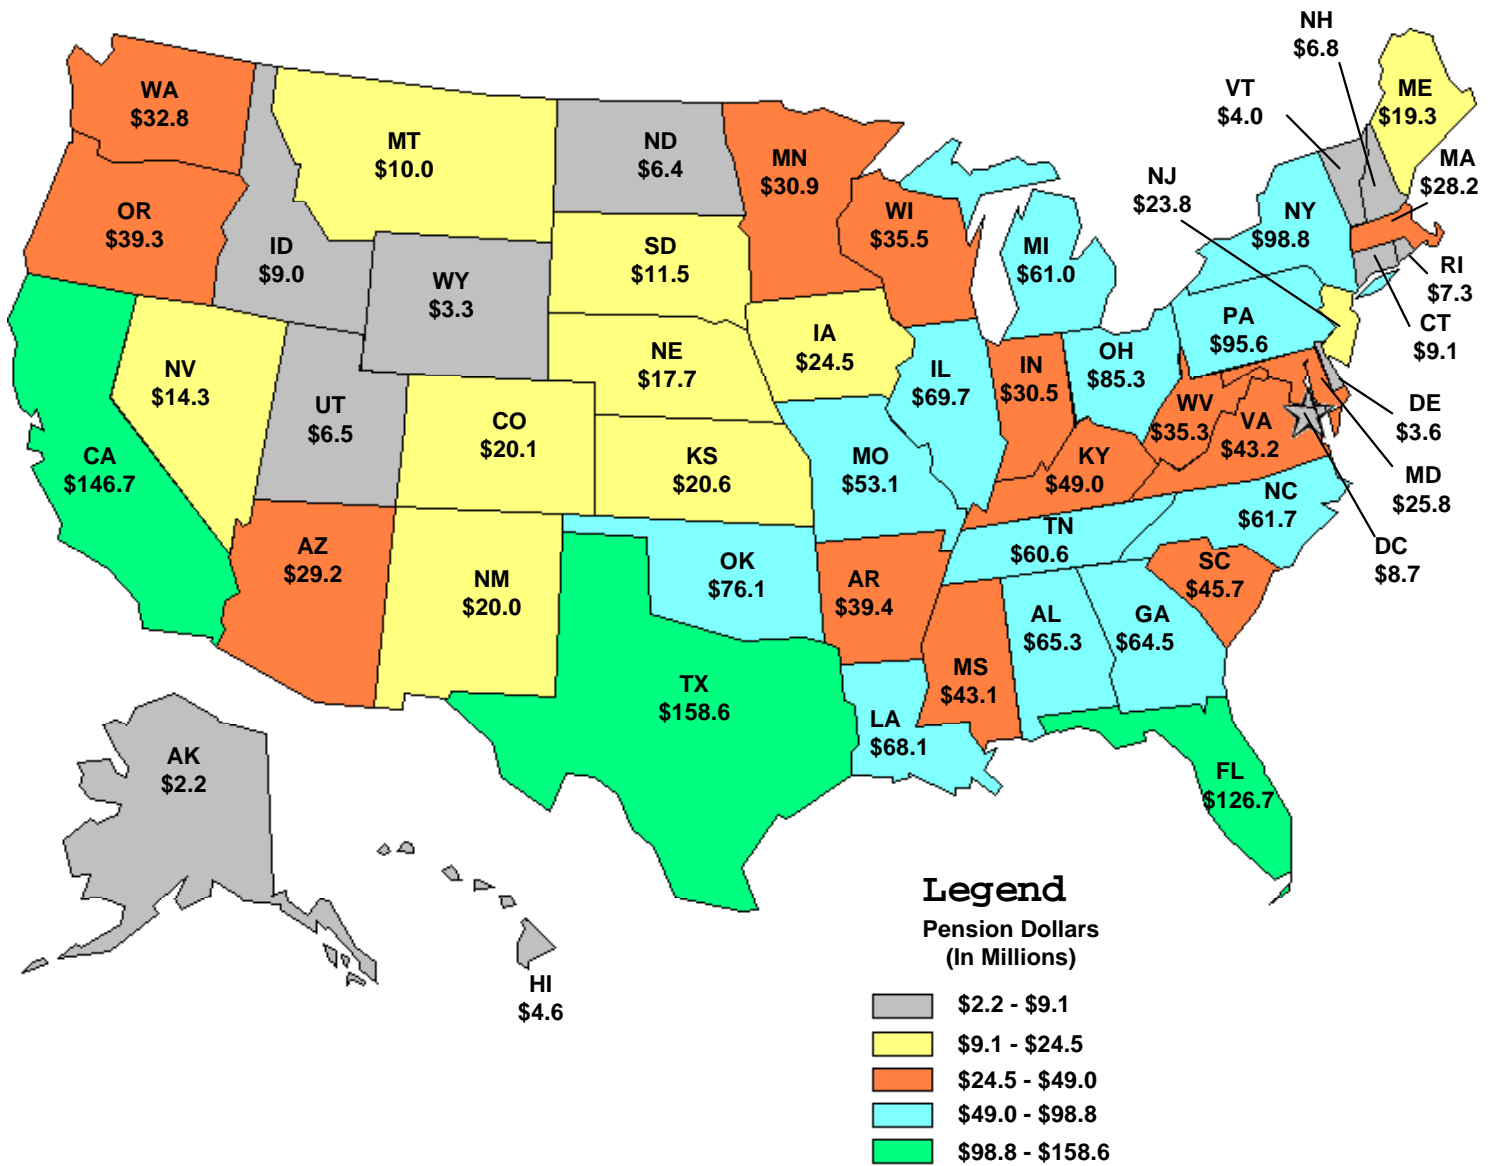 NH
$6.8
VT
$4.0
ME
$19.3
WA
$32.8
MT
$10.0
ND
$6.4
MN
$30.9
MA
$28.2
NJ
$23.8
OR
$39.3
ID
$9.0
SD
$11.5
WI
$35.5
MI
$61.0
NY
$98.8
RI
$7.3
WY
$3.3
PA
$95.6
CT
$9.1
NV
$14.3
NE
$17.7
IA
$24.5
IL
$69.7
IN
$30.5
OH
$85.3
UT
$6.5
CO
$20.1
WV
$35.3
VA
$43.2
DE
$3.6
CA
$146.7
KS
$20.6
MO
$53.1
KY
$49.0
MD
$25.8
NC
$61.7
TN
$60.6
DC
$8.7
AZ
$29.2
NM
$20.0
OK
$76.1
AR
$39.4
SC
$45.7
AL
$65.3
GA
$64.5
MS
$43.1
TX
$158.6
LA
$68.1
AK
$2.2
FL
$126.7
HI
$4.6
Legend
Pension Dollars
(In Millions)
$2.2 - $9.1
$9.1 - $24.5
$24.5 - $49.0
$49.0 - $98.8
$98.8 - $158.6